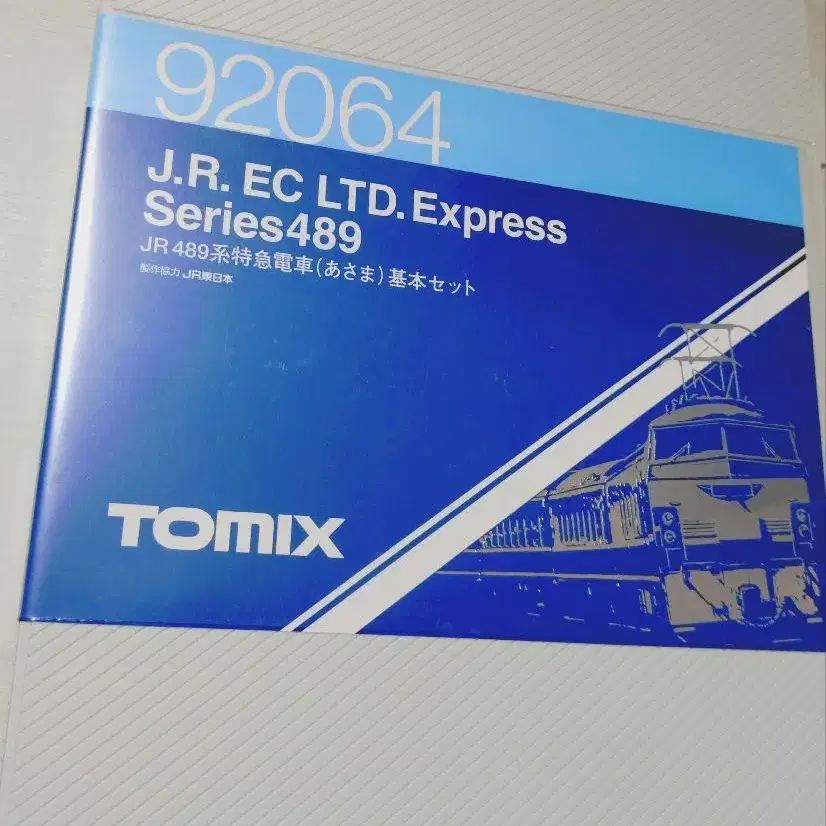 92064
J.R. EC LTD. Express
Series489
JR 489系特急電車(あさま)基本セット
製作協力 JR東日本
TOMIX